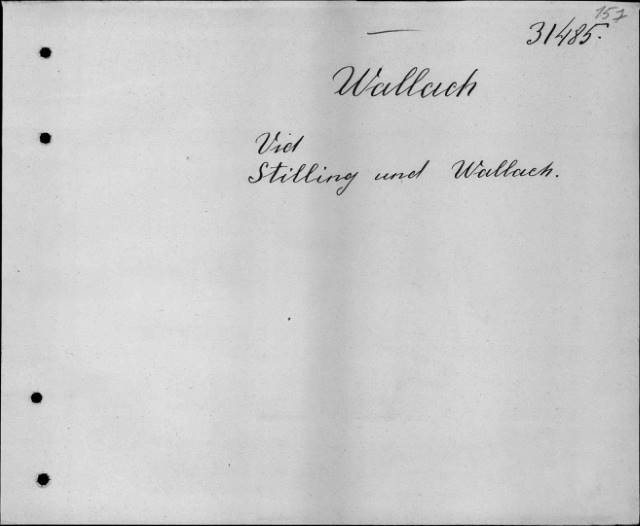 157
31485.
Wallach
Vid
Stilling und Wallach.